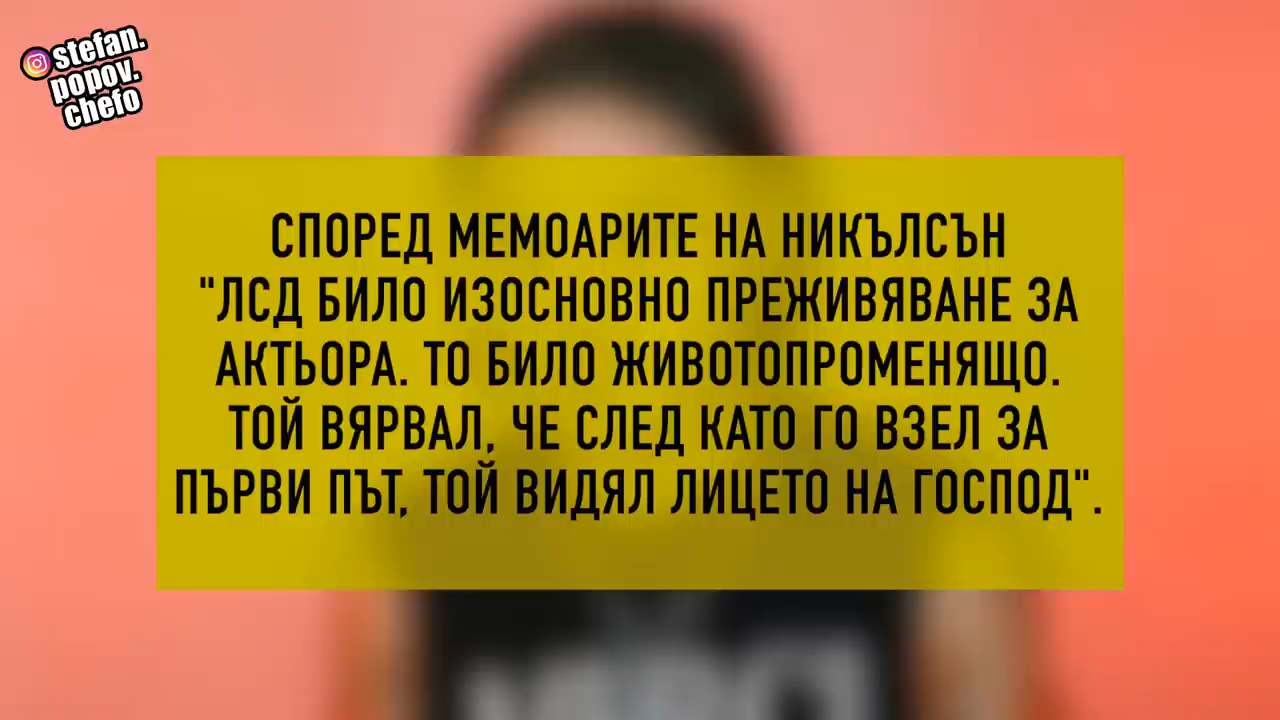 stefan.
popov.
chefo
СПОРЕД МЕМОАРИТЕ НА НИКЪЛСЪН
"ЛСД БИЛО ИЗОСНОВНО ПРЕЖИВЯВАНЕ ЗА
АКТЬОРА. ТО БИЛО ЖИВОТОПРОМЕНЯЩО.
ТОЙ ВЯРВАЛ, ЧЕ СЛЕД КАТО ГО ВЗЕЛ ЗА
ПЪРВИ ПЪТ, ТОЙ ВИДЯЛ ЛИЦЕТО НА ГОСПОД".